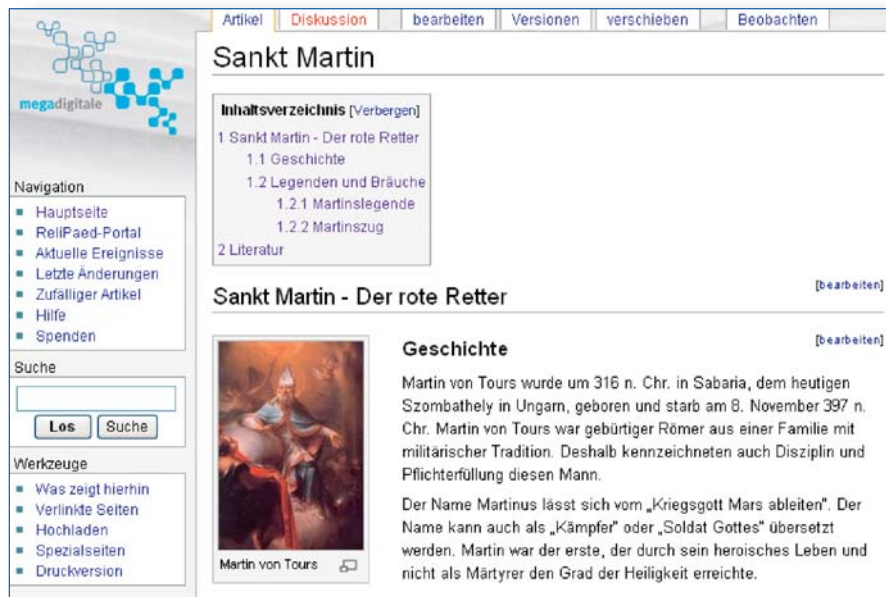 Artikel Diskussion bearbeiten Versionen verschieben Beobachten
megadigitale
Sankt Martin
Inhaltsverzeichnis [Verbergen]
1 Sankt Martin - Der rote Retter
1.1 Geschichte
1.2 Legenden und Bräuche
1.2.1 Martinslegende
1.2.2 Martinszug
2 Literatur
Navigation
Hauptseite
ReliPaed-Portal
Aktuelle Ereignisse
Letzte Änderungen
Zufälliger Artikel
Hilfe
Spenden
Suche
Los Suche
Werkzeuge
Was zeigt hierhin
Verlinkte Seiten
Hochladen
Spezialseiten
Druckversion
Sankt Martin - Der rote Retter [bearbeiten]
Martin von Tours
Geschichte [bearbeiten]
Martin von Tours wurde um 316 n. Chr. in Sabaria, dem heutigen
Szombathely in Ungarn, geboren und starb am 8. November 397 n.
Chr. Martin von Tours war gebürtiger Römer aus einer Familie mit
militärischer Tradition. Deshalb kennzeichneten auch Disziplin und
Pflichterfüllung diesen Mann.
Der Name Martinus lässt sich vom „Kriegsgott Mars ableiten". Der
Name kann auch als „Kämpfer" oder „Soldat Gottes" übersetzt
werden. Martin war der erste, der durch sein heroisches Leben und
nicht als Märtyrer den Grad der Heiligkeit erreichte.